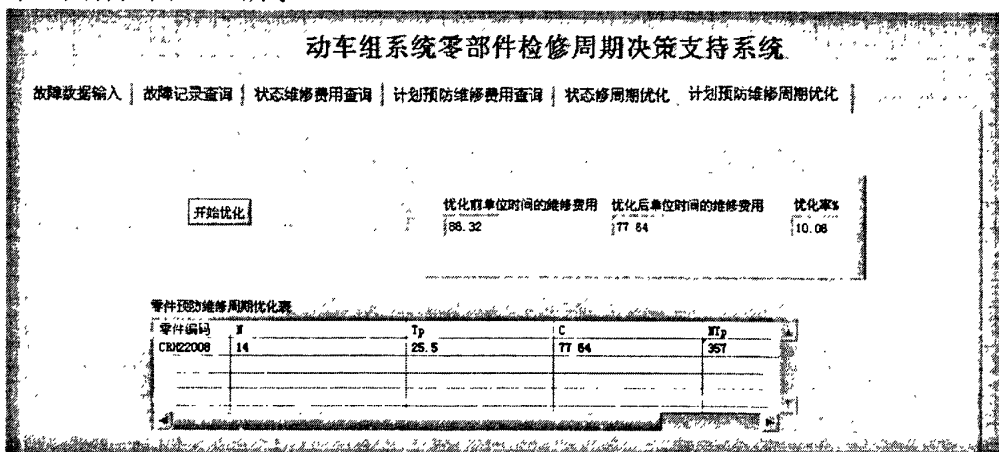 动车组系统零部件检修周期决策支持系统
故障数据输入 故障记录查询 状态维修费用查询 计划预防维修费用查询 状态修周期优化 计划预防维修周期优化
优化前单位时间的维修费用 优化后单位时间的维修费用 优化率%
开始优化 86.32 77 64 10.06
零件预防维修周期优化表
零件编码 N Tp C NTp
CRH22008 14 25.5 77 64 357